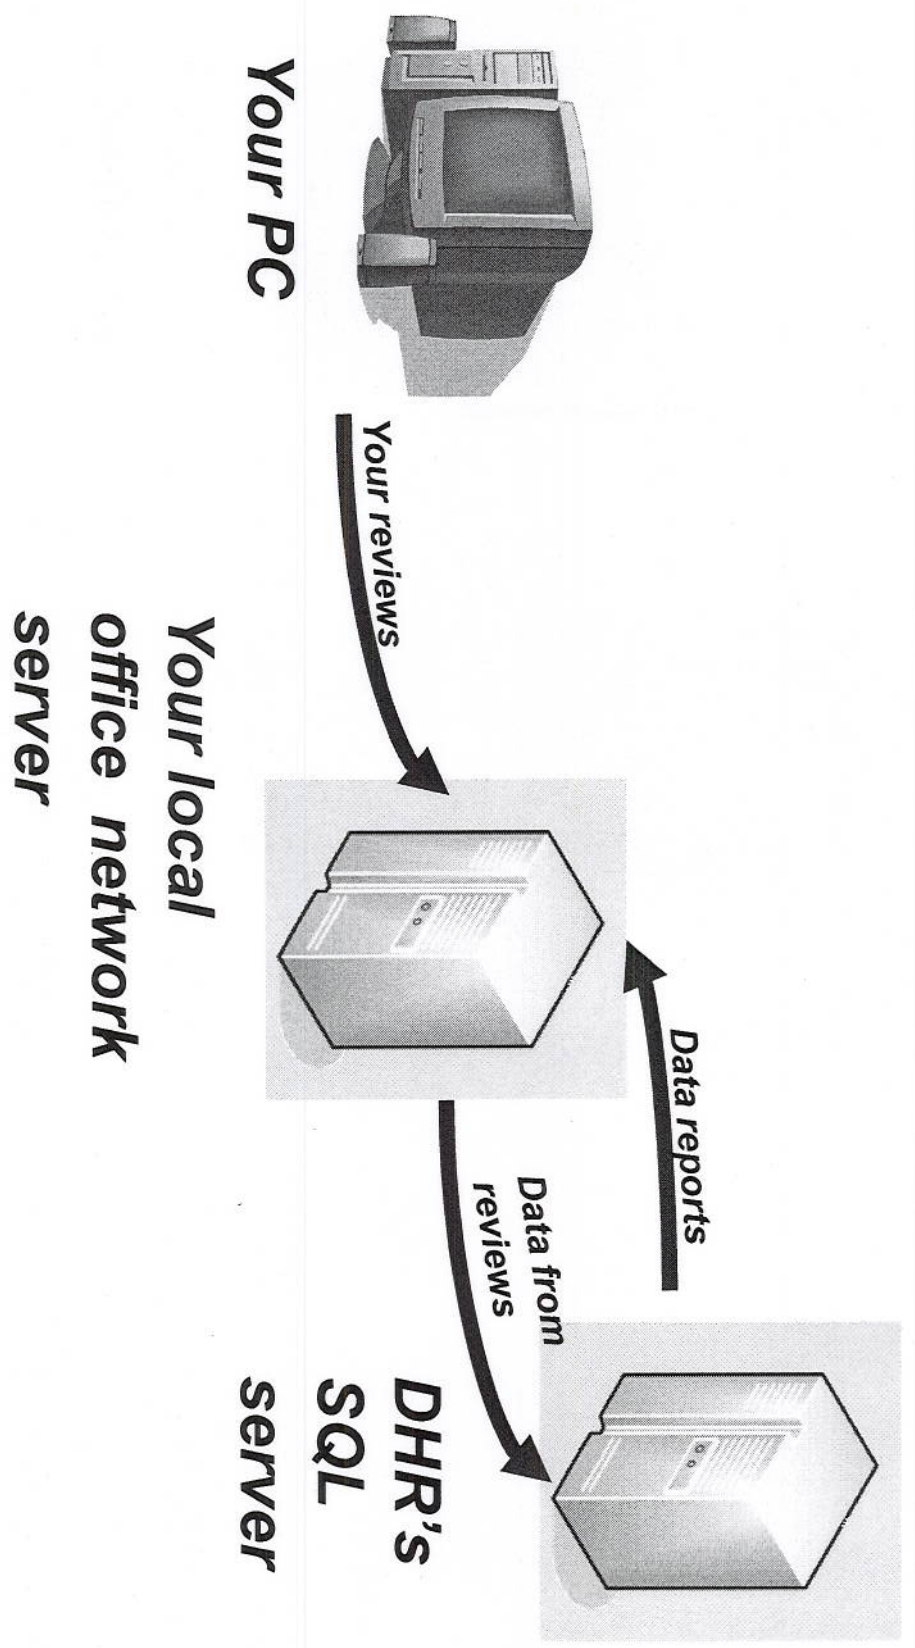 Your PC
Your reviews
Your local
office network
server
Data reports
Data from
reviews
DHR's
SQL
server